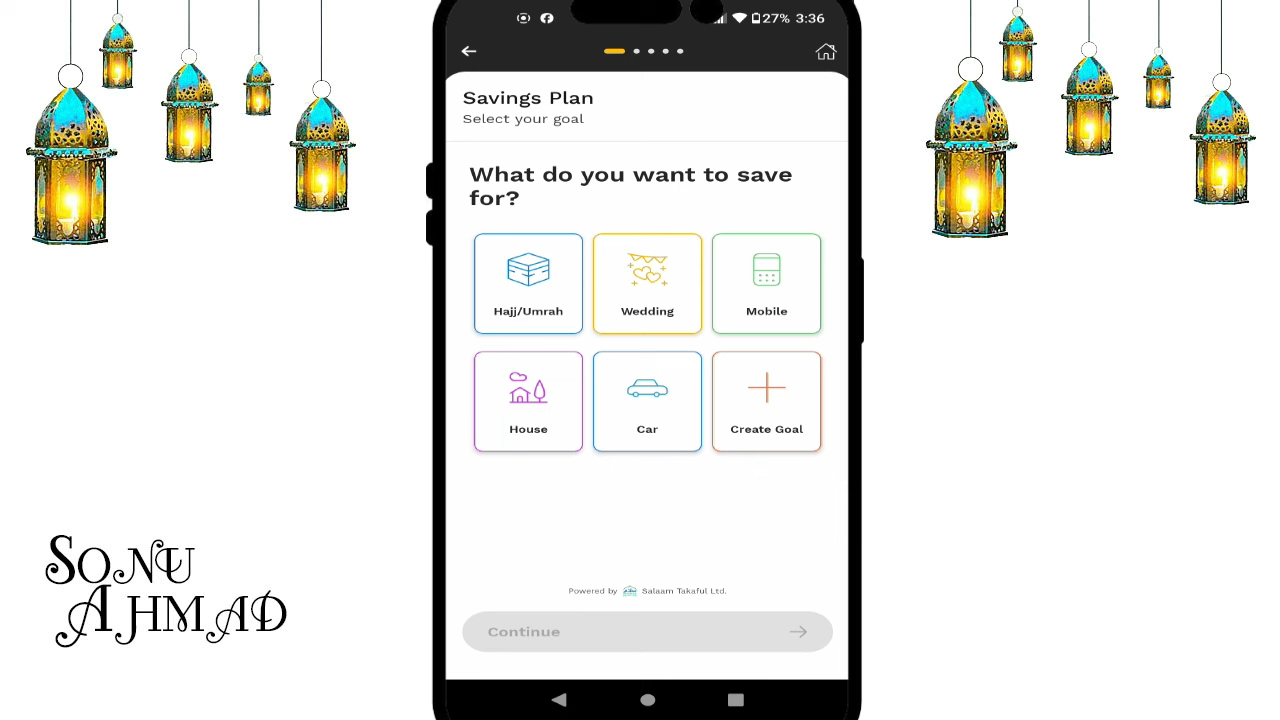 27% 3:36
Savings Plan
Select your goal
What do you want to save
for?
Hajj/Umrah Wedding Mobile
House Car Create Goal
Powered by Salaam Takaful Ltd.
Continue
SONU
AHMAD